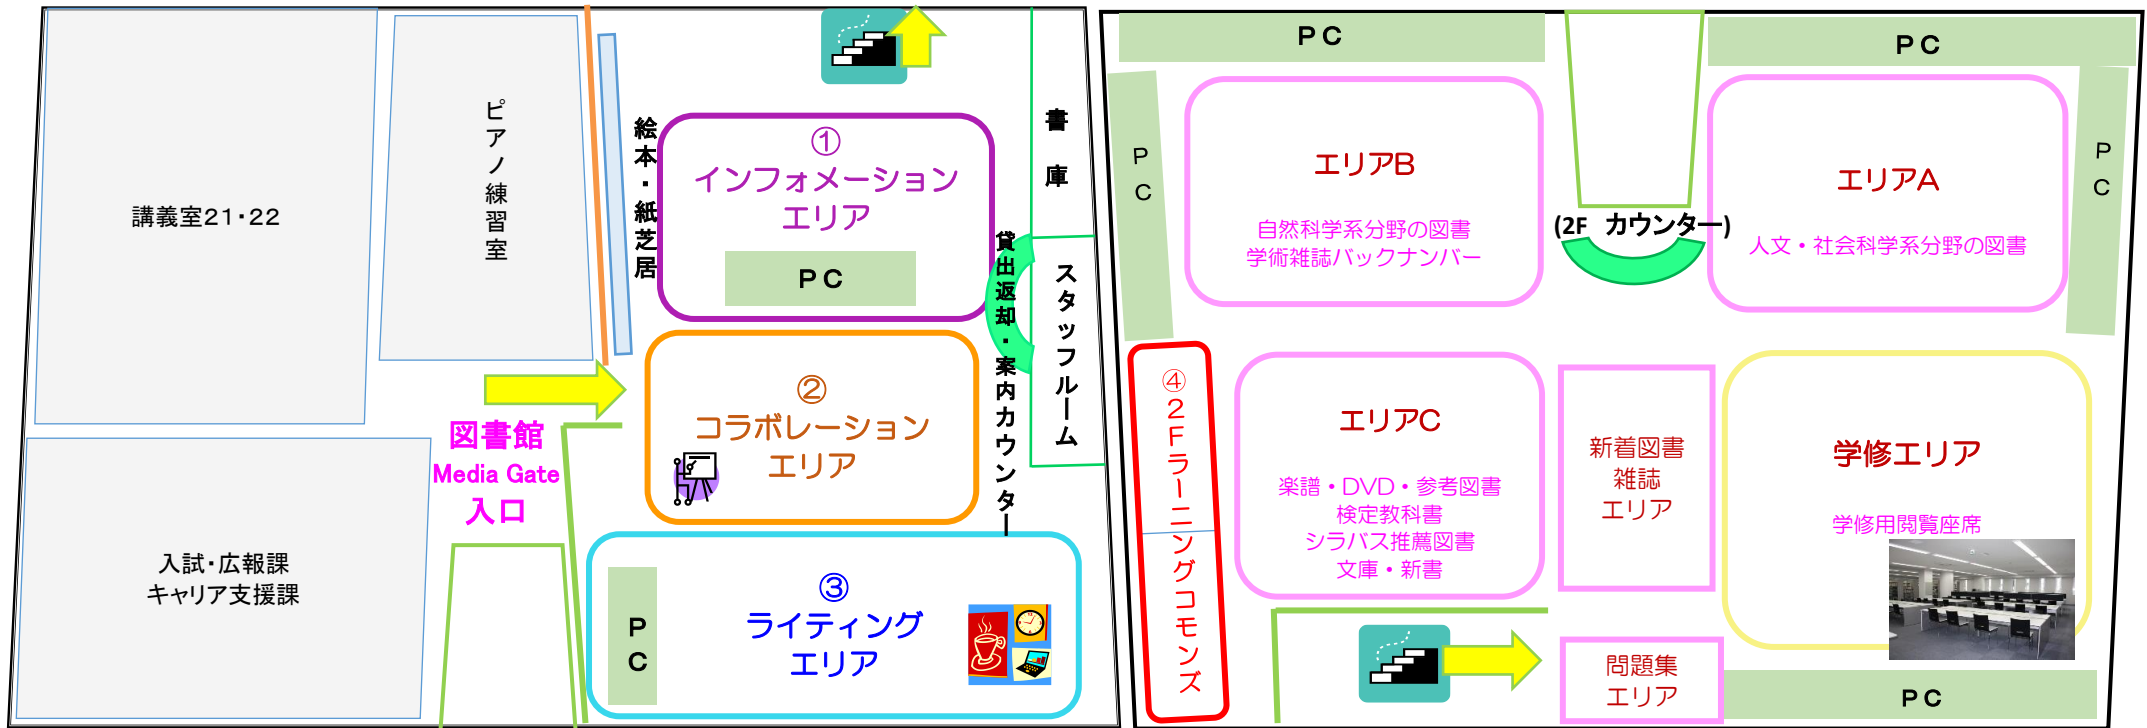 講義室21・22
ピアノ練習室
絵本・紙芝居
入試・広報課
キャリア支援課
図書館
Media Gate
入口
①
インフォメーション
エリア
PC
②
コラボレーション
エリア
③
ライティング
エリア
PC
書庫
スタッフルーム
貸出返却・案内カウンター
PC
PC
PC
PC
エリアB
自然科学系分野の図書
学術雑誌バックナンバー
(2F カウンター)
エリアA
人文・社会科学系分野の図書
④2Fラーニングコモンズ
エリアC
楽譜・DVD・参考図書
検定教科書
シラバス推薦図書
文庫・新書
新着図書
雑誌
エリア
学修エリア
学修用閲覧座席
問題集
エリア
PC